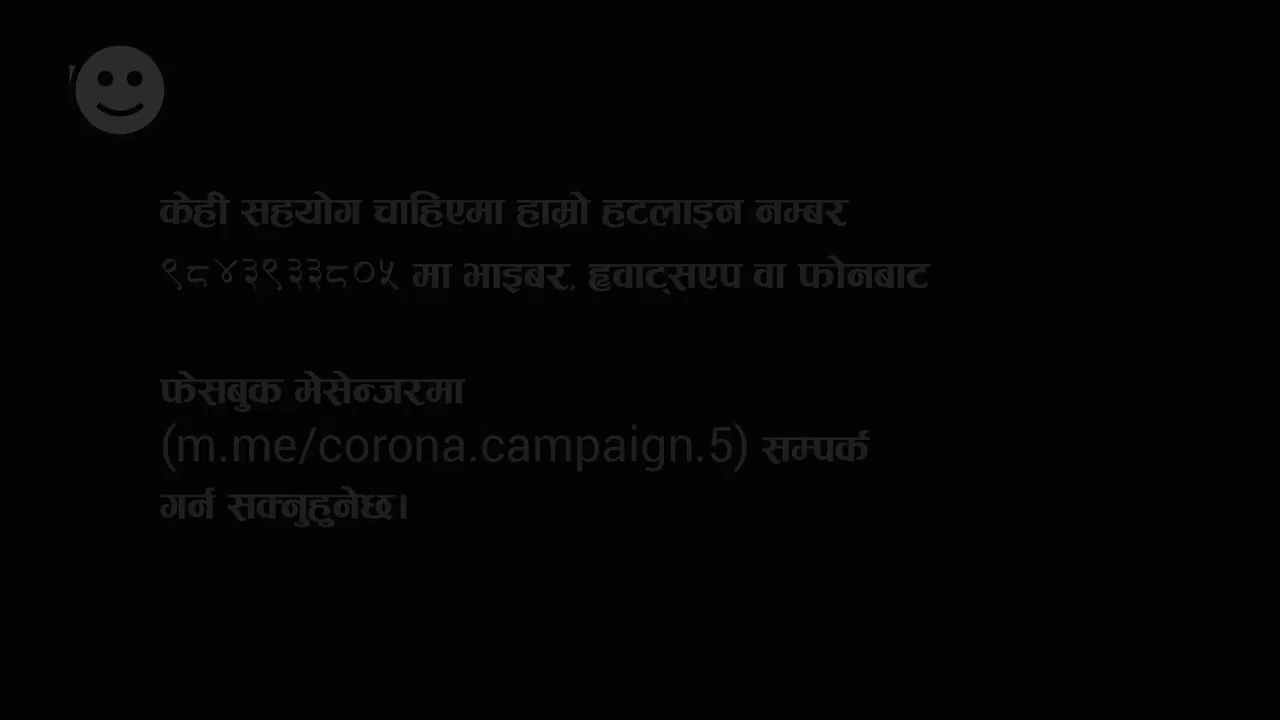 केही सहयोग चाहिएमा हाम्रो हटलाइन नम्बर
९८४३९३३८०५ मा भाइबर, ह्वाट्सएप वा फोनबाट
फेसबुक मेसेन्जरमा
(m.me/corona.campaign.5) सम्पर्क
गर्न सक्नुहुनेछ।